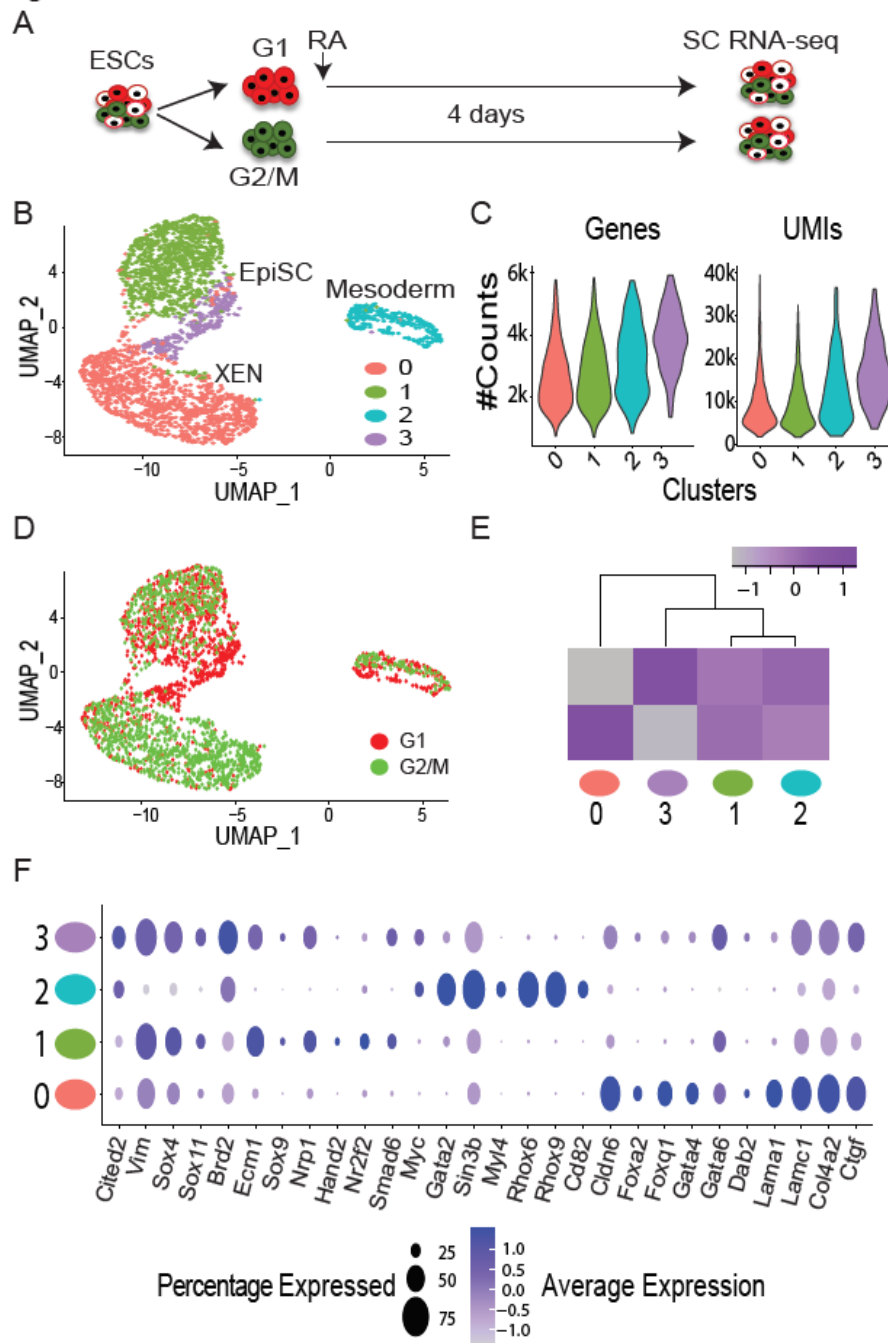 A
ESCs
G1
RA
SC RNA-seq
4 days
G2/M
B
UMAP_2
4
0
−4
−8
EpiSC
Mesoderm
XEN
0
1
2
3
−10
−5
0
5
UMAP_1
C
Genes
UMIs
#Counts
6k
4k
2k
40k
30k
20k
10k
0
0 1 2 3
0 1 2 3
Clusters
D
UMAP_2
4
0
−4
−8
G1
G2/M
−10
−5
0
5
UMAP_1
E
−1 0 1
0 3 1 2
F
3
2
1
0
Cited2
Vim
Sox4
Sox11
Brd2
Ecm1
Sox9
Nrp1
Hand2
Nr2f2
Smad6
Myc
Gata2
Sin3b
Myl4
Rhox6
Rhox9
Cd82
Cldn6
Foxa2
Foxq1
Gata4
Gata6
Dab2
Lama1
Lamc1
Col4a2
Ctgf
Percentage Expressed
25
50
75
1.0
0.5
0.0
−0.5
−1.0
Average Expression